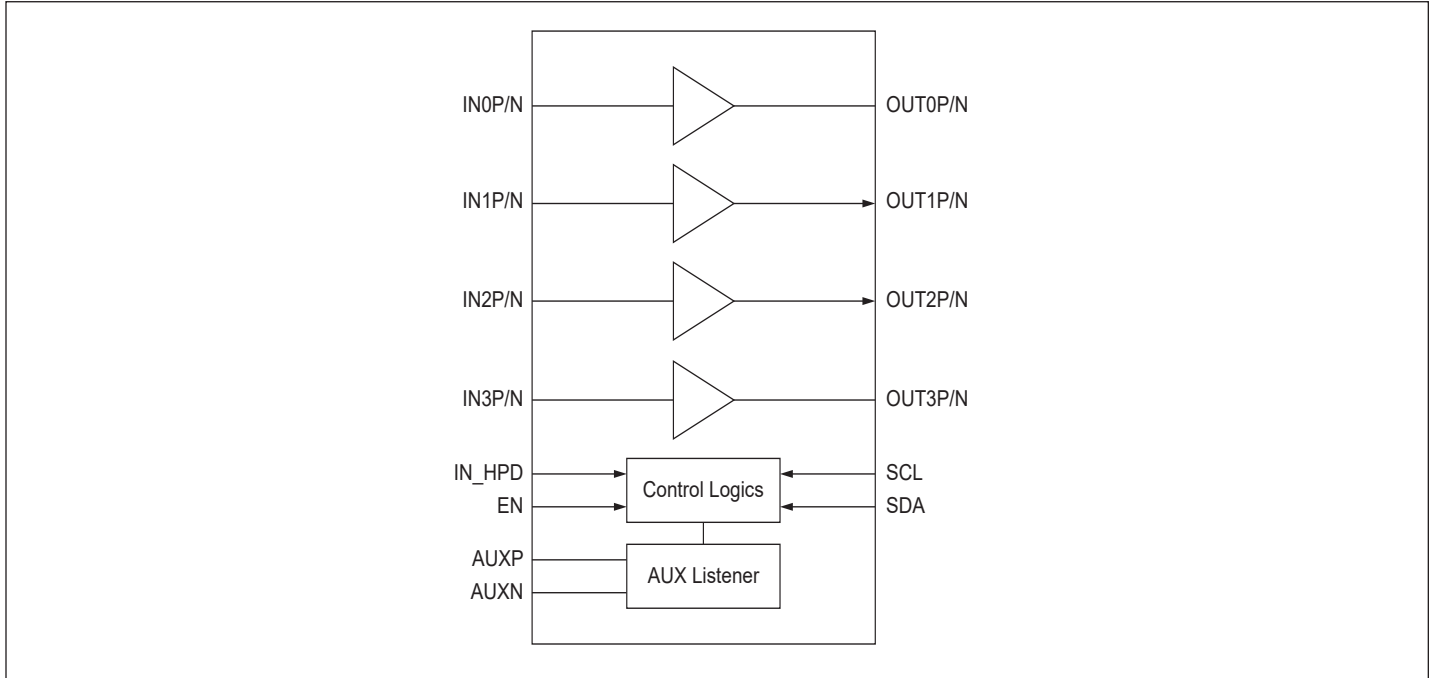 IN0P/N
OUT0P/N
IN1P/N
OUT1P/N
IN2P/N
OUT2P/N
IN3P/N
OUT3P/N
IN_HPD
Control Logics
SCL
EN
SDA
AUXP
AUX Listener
AUXN